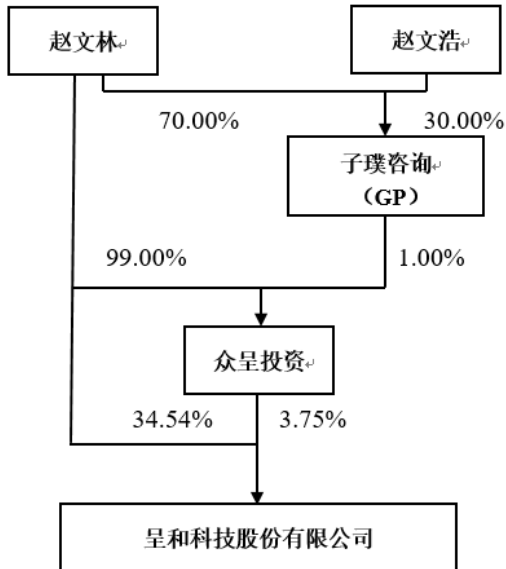 赵文林
赵文浩
70.00%
30.00%
子璞咨询
（GP）
99.00%
1.00%
众呈投资
34.54%
3.75%
呈和科技股份有限公司